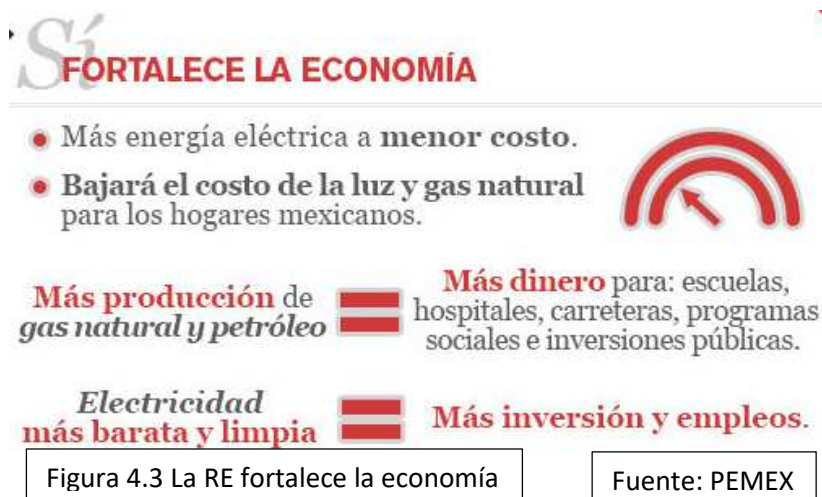 Sí
FORTALECE LA ECONOMÍA
Más energía eléctrica a menor costo.
Bajará el costo de la luz y gas natural
para los hogares mexicanos.
Más producción de
gas natural y petróleo
Más dinero para: escuelas,
hospitales, carreteras, programas
sociales e inversiones públicas.
Electricidad
más barata y limpia
Más inversión y empleos.
Figura 4.3 La RE fortalece la economía
Fuente: PEMEX